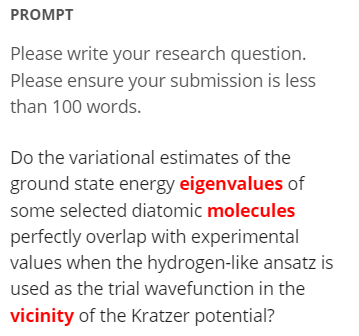 PROMPT
Please write your research question.
Please ensure your submission is less
than 100 words.
Do the variational estimates of the
ground state energy eigenvalues of
some selected diatomic molecules
perfectly overlap with experimental
values when the hydrogen-like ansatz is
used as the trial wavefunction in the
vicinity of the Kratzer potential?